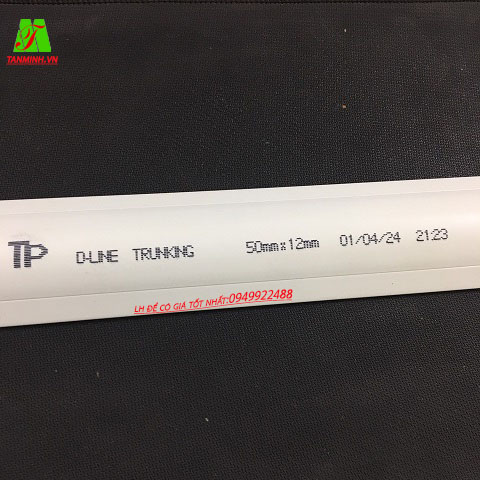 TANMINH.VN
TP D-LINE TRUNKING 50mm x 12mm 01/04/24 21:23
LH ĐỂ CÓ GIÁ TỐT NHẤT:0949922488